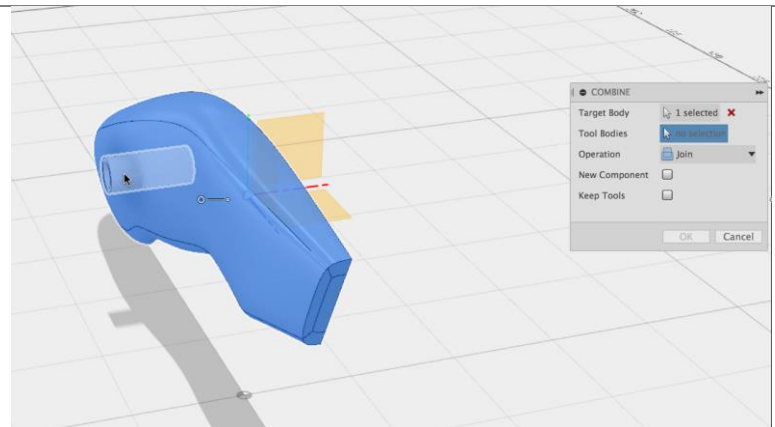 COMBINE
Target Body 1 selected
Tool Bodies no selection
Operation Join
New Component
Keep Tools
OK Cancel